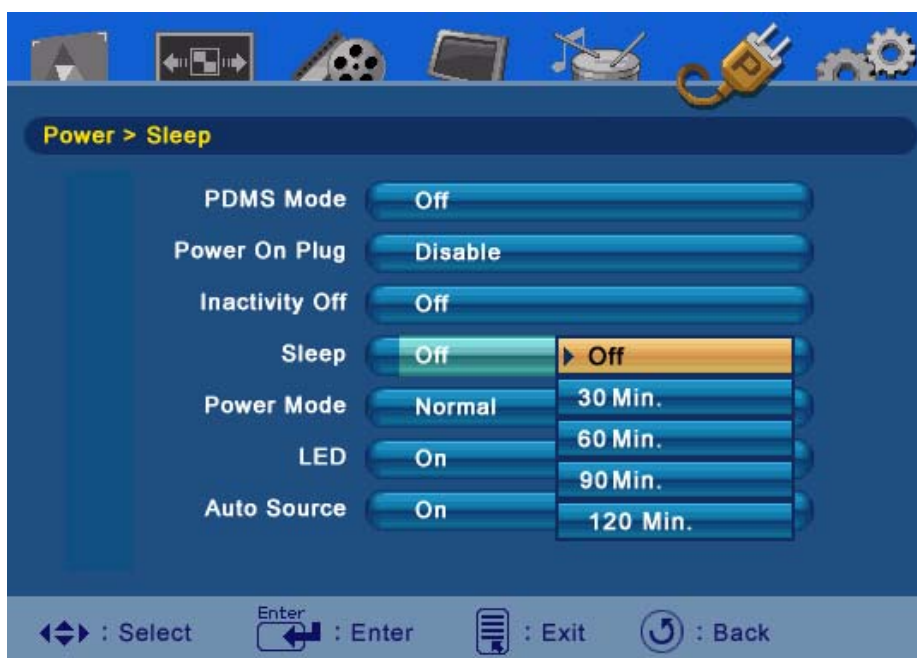 P
Power > Sleep
PDMS Mode Off
Power On Plug Disable
Inactivity Off Off
Sleep Off Off
30 Min.
Power Mode Normal
60 Min.
LED On
90 Min.
Auto Source On
120 Min.
Enter
: Select : Enter : Exit : Back